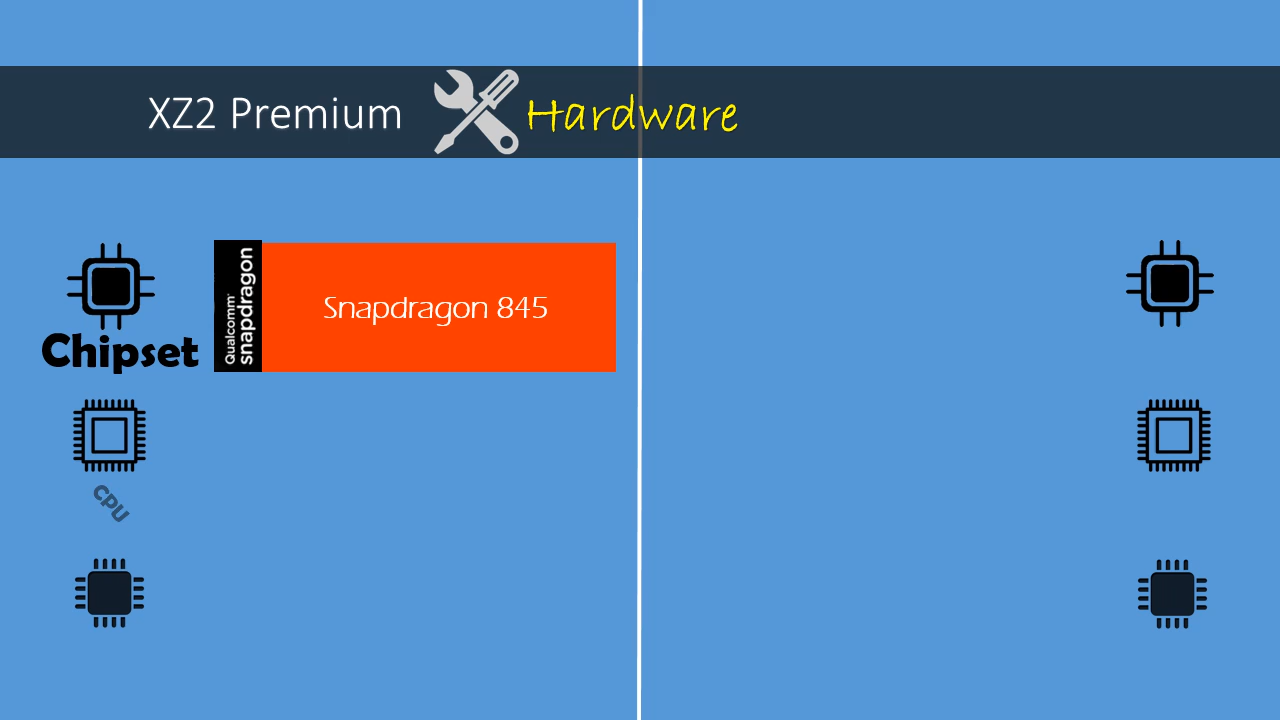 XZ2 Premium Hardware
Qualcomm
snapdragon
Snapdragon 845
Chipset
CPU